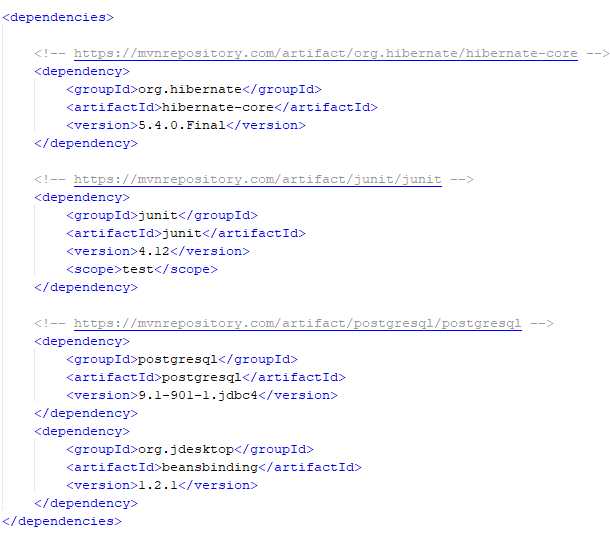 <dependencies>
<!-- https://mvnrepository.com/artifact/org.hibernate/hibernate-core -->
<dependency>
<groupId>org.hibernate</groupId>
<artifactId>hibernate-core</artifactId>
<version>5.4.0.Final</version>
</dependency>
<!-- https://mvnrepository.com/artifact/junit/junit -->
<dependency>
<groupId>junit</groupId>
<artifactId>junit</artifactId>
<version>4.12</version>
<scope>test</scope>
</dependency>
<!-- https://mvnrepository.com/artifact/postgresql/postgresql -->
<dependency>
<groupId>postgresql</groupId>
<artifactId>postgresql</artifactId>
<version>9.1-901-1.jdbc4</version>
</dependency>
<dependency>
<groupId>org.jdesktop</groupId>
<artifactId>beansbinding</artifactId>
<version>1.2.1</version>
</dependency>
</dependencies>